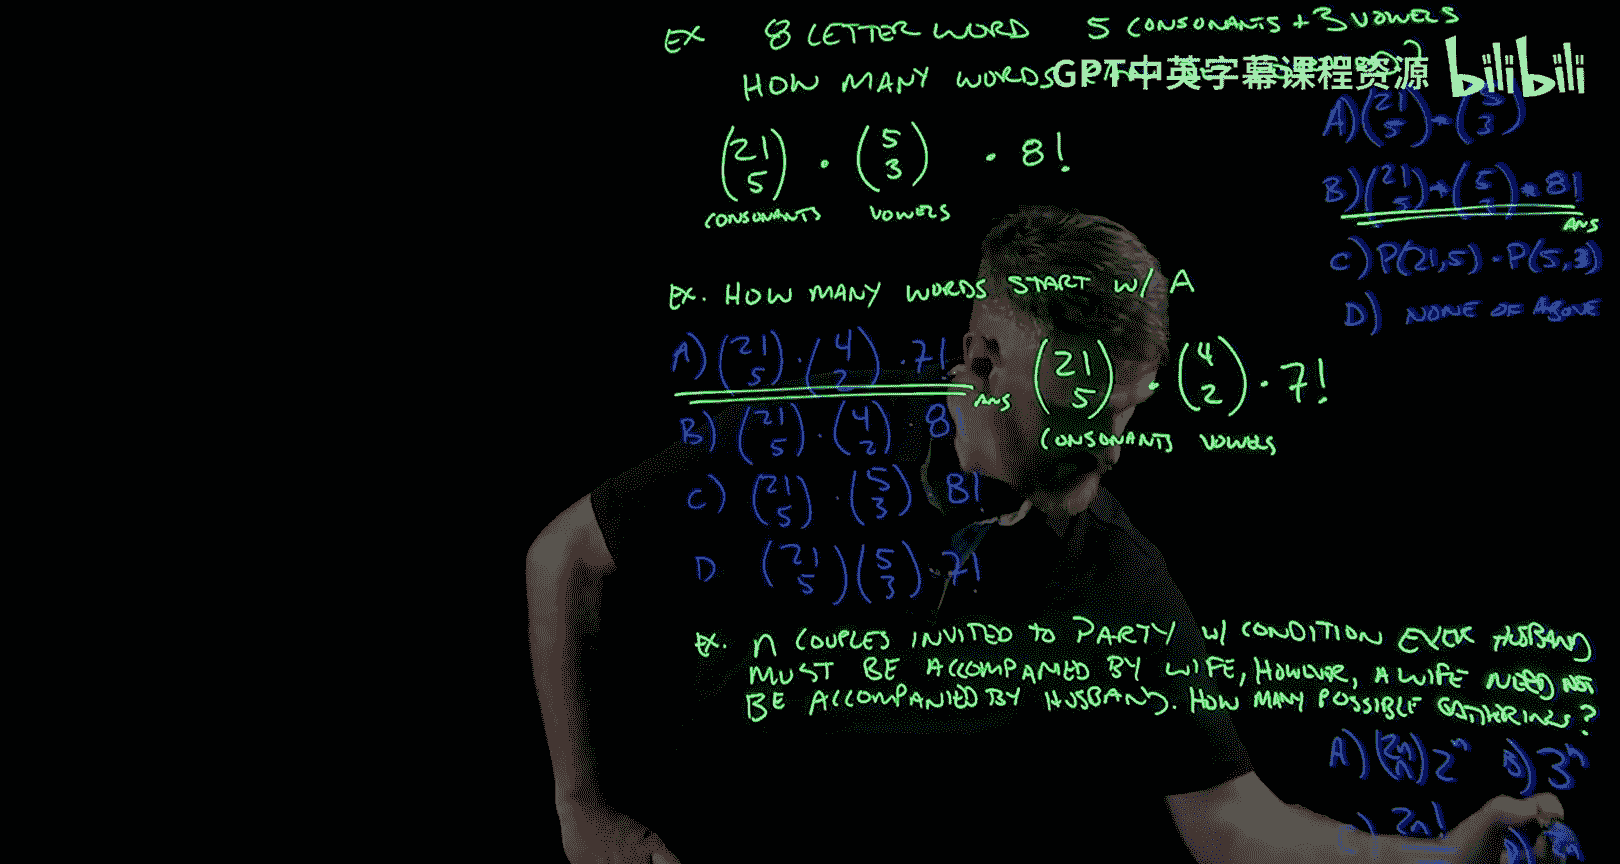 EX 8 LETTER WORD 5 CONSONANTS + 3 VOWELS
HOW MANY WORDS
GPT中英字幕课程资源 bilibili
(21 5) · (5 3) · 8!
CONSONANTS VOWELS
A) (21 5) + (5 3)
B) (21 5) * (5 3) * 8!
ANS
C) P(21,5) · P(5,3)
D) NONE OF ABOVE
EX. HOW MANY WORDS START W/ A
A) (21 5) · (4 2) · 7!
ANS
B) (21 5) · (4 2) · 8!
C) (21 5) · (5 3) · 8!
D (21 5) (5 3) · 7!
(21 5) · (4 2) · 7!
CONSONANTS VOWELS
EX. n COUPLES INVITED TO PARTY W/ CONDITION EVER HUSBAND
MUST BE ACCOMPANIED BY WIFE, HOWEVER, A WIFE NEED NOT
BE ACCOMPANIED BY HUSBAND. HOW MANY POSSIBLE GATHERINGS?
A) (2n n) 2^n B) 3^n
2n!